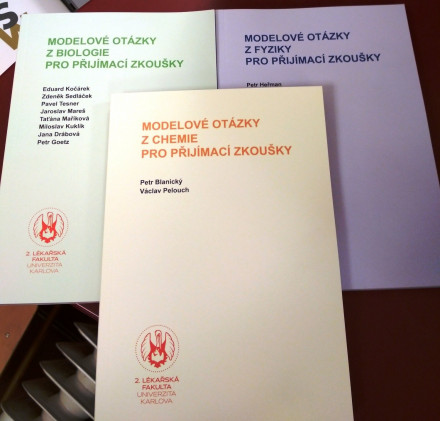 MODELOVÉ OTÁZKY
Z BIOLOGIE
PRO PŘIJÍMACÍ ZKOUŠKY
Eduard Kočárek
Zdeněk Sedláček
Pavel Tesner
Jaroslav Mareš
Taťána Maříková
Miloslav Kuklík
Jana Drábová
Petr Goetz
2. LÉKAŘSKÁ
FAKULTA
UNIVERZITA
KARLOVA
MODELOVÉ OTÁZKY
Z FYZIKY
PRO PŘIJÍMACÍ ZKOUŠKY
Petr Heřman
MODELOVÉ OTÁZKY
Z CHEMIE
PRO PŘIJÍMACÍ ZKOUŠKY
Petr Blanický
Václav Pelouch
2. LÉKAŘSKÁ
FAKULTA
UNIVERZITA
KARLOVA